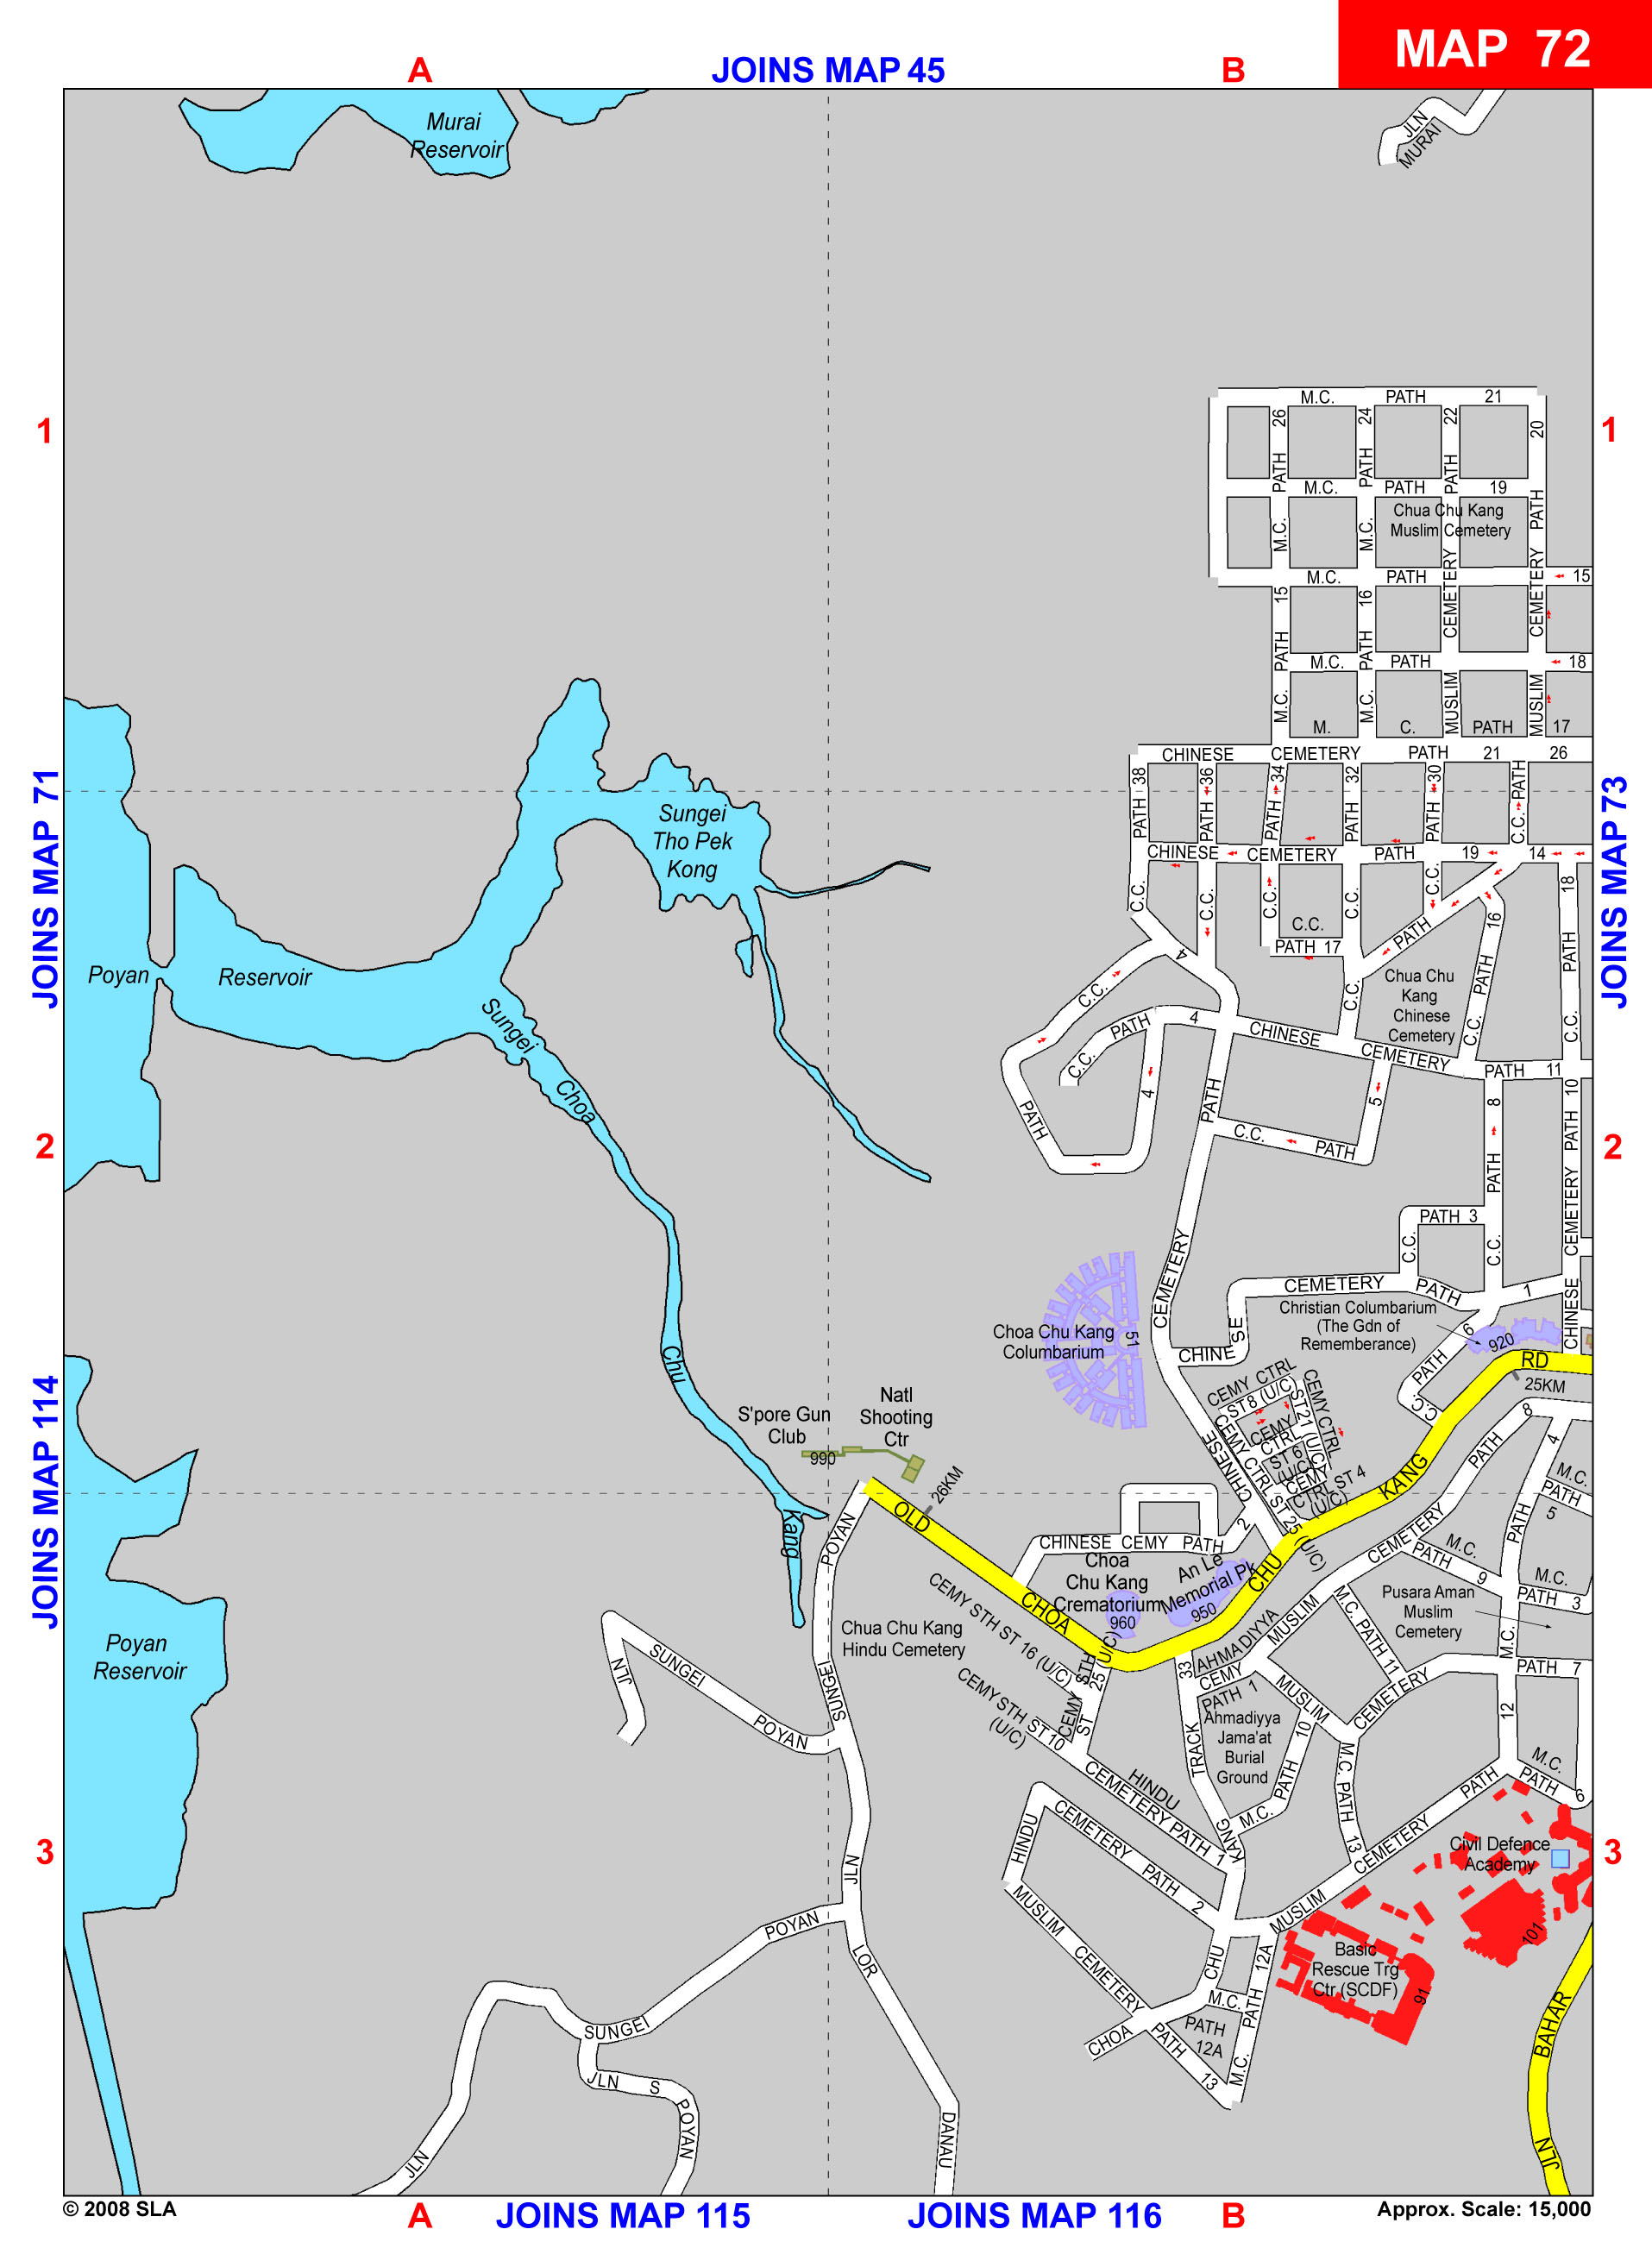 MAP 72
A
JOINS MAP 45
B
Murai
Reservoir
JLN
MURAI
1
1
M.C. PATH 21
26
24
22
20
PATH
PATH
PATH
PATH
M.C. PATH 19
Chua Chu Kang
Muslim Cemetery
M.C.
M.C.
CEMETERY
CEMETERY
M.C. PATH 15
15
16
PATH
PATH
M.C. PATH 18
M.C.
M.C.
MUSLIM
MUSLIM
M. C. PATH 17
CHINESE CEMETERY PATH 21 26
JOINS MAP 71
JOINS MAP 73
PATH 38
PATH 36
PATH 34
PATH 32
PATH 30
C.C. PATH
Sungei
Tho Pek
Kong
CHINESE CEMETERY PATH 19 14
C.C.
C.C.
C.C.
C.C.
C.C.
18
C.C.
PATH 17
PATH
16
PATH
PATH
4
Poyan
Reservoir
Chua Chu
Kang
Chinese
Cemetery
C.C.
C.C.
C.C.
C.C.
Sungei
Choa
Chu
Kang
C.C. PATH 4
CHINESE CEMETERY PATH 11
PATH
4
PATH
5
8
CHINESE CEMETERY PATH 10
C.C. PATH
2
2
PATH
C.C.
PATH 3
C.C.
CEMETERY
CHINESE CEMETERY PATH 1
Choa Chu Kang
Columbarium
51
Christian Columbarium
(The Gdn of
Rememberance)
6
920
PATH
C.C.
RD
25KM
CHINESE
CEMY CTRL
ST8 (U/C)
CEMY CTRL
ST21 (U/C)
CEMY
CTRL
ST 6
(U/C)
CEMY
CTRL ST 4
(U/C)
CEMY CTRL ST 25 (U/C)
JOINS MAP 114
S'pore Gun
Club
990
Natl
Shooting
Ctr
26KM
OLD CHOA CHU KANG
CHINESE CEMY PATH 2
Choa
Chu Kang
Crematorium
960
An Le
Memorial Pk
950
CEMY STH ST 16 (U/C)
CEMY STH
ST 25 (U/C)
CEMY STH ST 10
(U/C)
Chua Chu Kang
Hindu Cemetery
JLN SUNGEI POYAN
POYAN
SUNGEI
JLN
Poyan
Reservoir
MUSLIM CEMETERY PATH 8
4
PATH
M.C.
M.C.
PATH
5
M.C.
PATH 9
M.C.
PATH 3
Pusara Aman
Muslim
Cemetery
PATH 7
12
M.C. PATH 11
AHMADIYYA
CEMY
PATH 1
33
TRACK
KANG
CHU
CHOA
Ahmadiyya
Jama'at
Burial
Ground
MUSLIM
CEMETERY
M.C. PATH 10
M.C. PATH 13
M.C.
PATH 6
HINDU
CEMETERY PATH 1
HINDU
CEMETERY PATH 2
3
3
MUSLIM CEMETERY PATH
Civil Defence
Academy
101
Basic
Rescue Trg
Ctr (SCDF)
91
MUSLIM CEMETERY PATH 13
M.C.
PATH
12A
M.C. PATH 12A
JLN SUNGEI POYAN
JLN S POYAN
LOR DANAU
JLN BAHAR
© 2008 SLA
A
JOINS MAP 115
JOINS MAP 116
B
Approx. Scale: 15,000